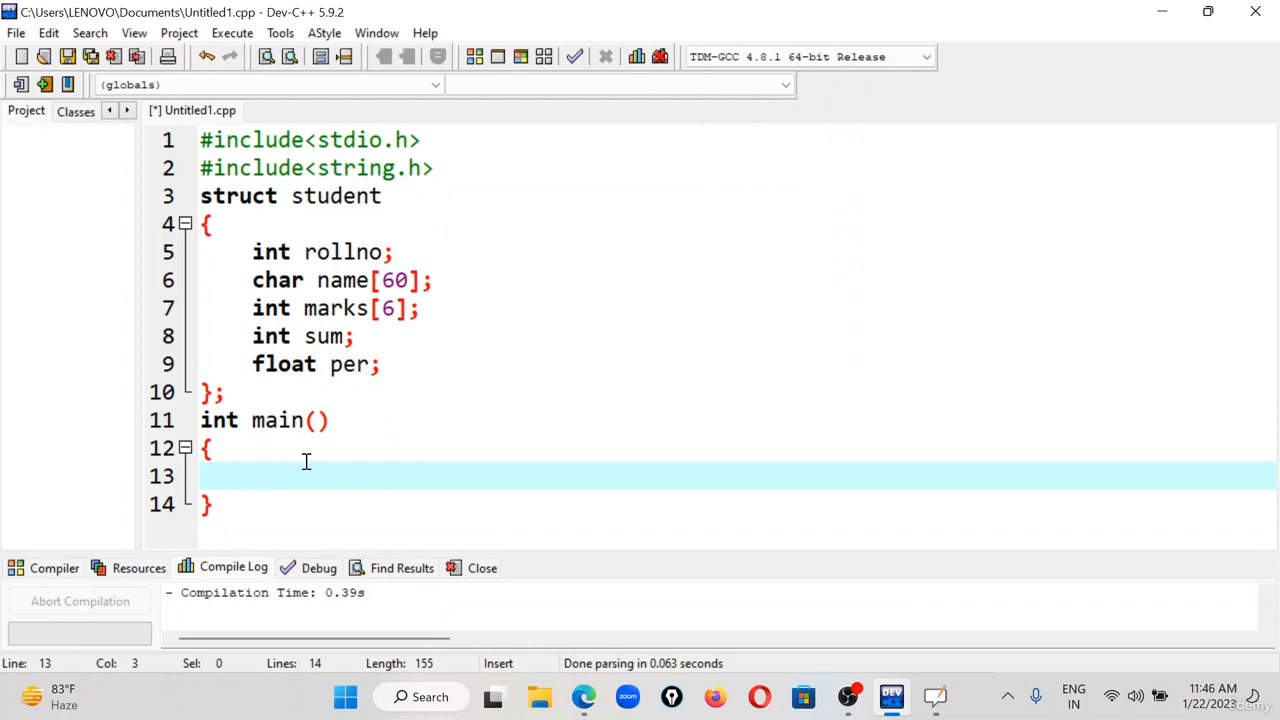 C:\Users\LENOVO\Documents\Untitled1.cpp - Dev-C++ 5.9.2
File Edit Search View Project Execute Tools AStyle Window Help
TDM-GCC 4.8.1 64-bit Release
(globals)
Project Classes [*] Untitled1.cpp
1 #include<stdio.h>
2 #include<string.h>
3 struct student
4 {
5 int rollno;
6 char name[60];
7 int marks[6];
8 int sum;
9 float per;
10 };
11 int main()
12 {
13
14 }
Compiler Resources Compile Log Debug Find Results Close
Abort Compilation
- Compilation Time: 0.39s
Line: 13 Col: 3 Sel: 0 Lines: 14 Length: 155 Insert Done parsing in 0.063 seconds
83°F
Haze
Search
zoom
DEV
ENG
IN
11:46 AM
1/22/2023